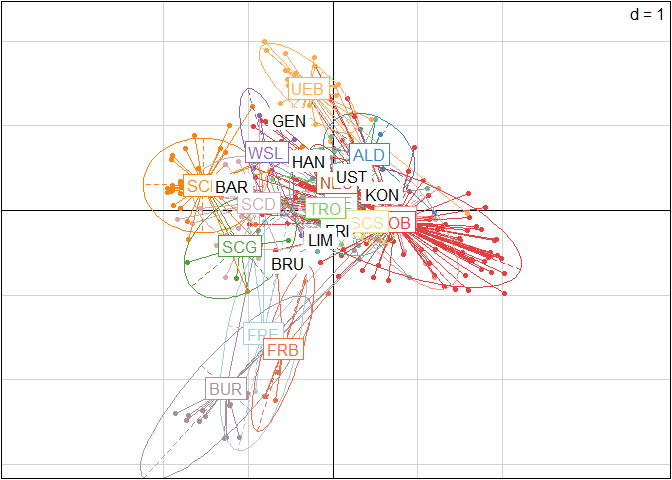 d = 1
UEB
GEN
WSL
HAN
ALD
UST
BAR
KON
SCD
TRO
SCS
OB
LIM
SCG
BRU
FRE
FRB
BUR